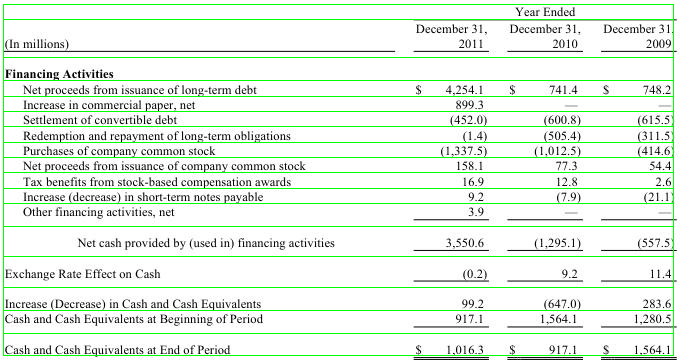 Year Ended
December 31, December 31, December 31,
(In millions) 2011 2010 2009
Financing Activities
Net proceeds from issuance of long-term debt $ 4,254.1 $ 741.4 $ 748.2
Increase in commercial paper, net 899.3 — —
Settlement of convertible debt (452.0) (600.8) (615.5)
Redemption and repayment of long-term obligations (1.4) (505.4) (311.5)
Purchases of company common stock (1,337.5) (1,012.5) (414.6)
Net proceeds from issuance of company common stock 158.1 77.3 54.4
Tax benefits from stock-based compensation awards 16.9 12.8 2.6
Increase (decrease) in short-term notes payable 9.2 (7.9) (21.1)
Other financing activities, net 3.9 — —
Net cash provided by (used in) financing activities 3,550.6 (1,295.1) (557.5)
Exchange Rate Effect on Cash (0.2) 9.2 11.4
Increase (Decrease) in Cash and Cash Equivalents 99.2 (647.0) 283.6
Cash and Cash Equivalents at Beginning of Period 917.1 1,564.1 1,280.5
Cash and Cash Equivalents at End of Period $ 1,016.3 $ 917.1 $ 1,564.1